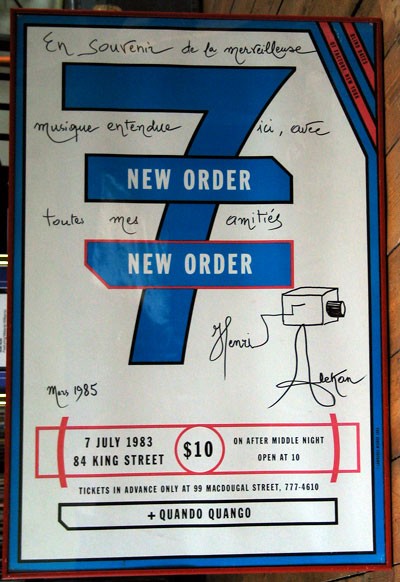 En souvenir de la merveilleuse
7
musique entendue ici, avec
NEW ORDER
toutes mes amitiés
NEW ORDER
Henri Alekan
Mars 1985
7 JULY 1983
84 KING STREET
$10
ON AFTER MIDDLE NIGHT
OPEN AT 10
TICKETS IN ADVANCE ONLY AT 99 MACDOUGAL STREET, 777-4610
+ QUANDO QUANGO